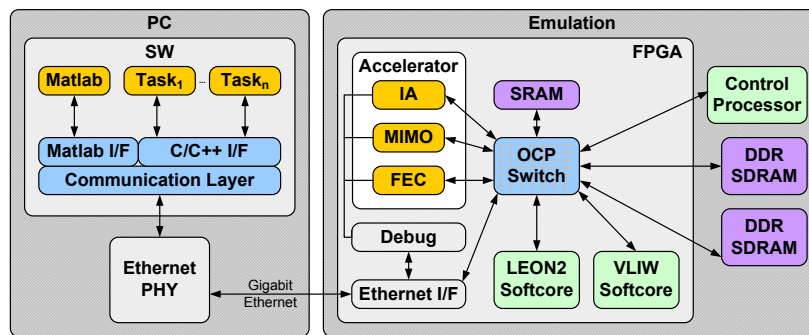 PC
SW
Matlab
Task1
...
Taskn
Matlab I/F
C/C++ I/F
Communication Layer
Ethernet
PHY
Gigabit
Ethernet
Emulation
FPGA
Accelerator
IA
MIMO
FEC
Debug
Ethernet I/F
SRAM
OCP
Switch
LEON2
Softcore
VLIW
Softcore
Control
Processor
DDR
SDRAM
DDR
SDRAM